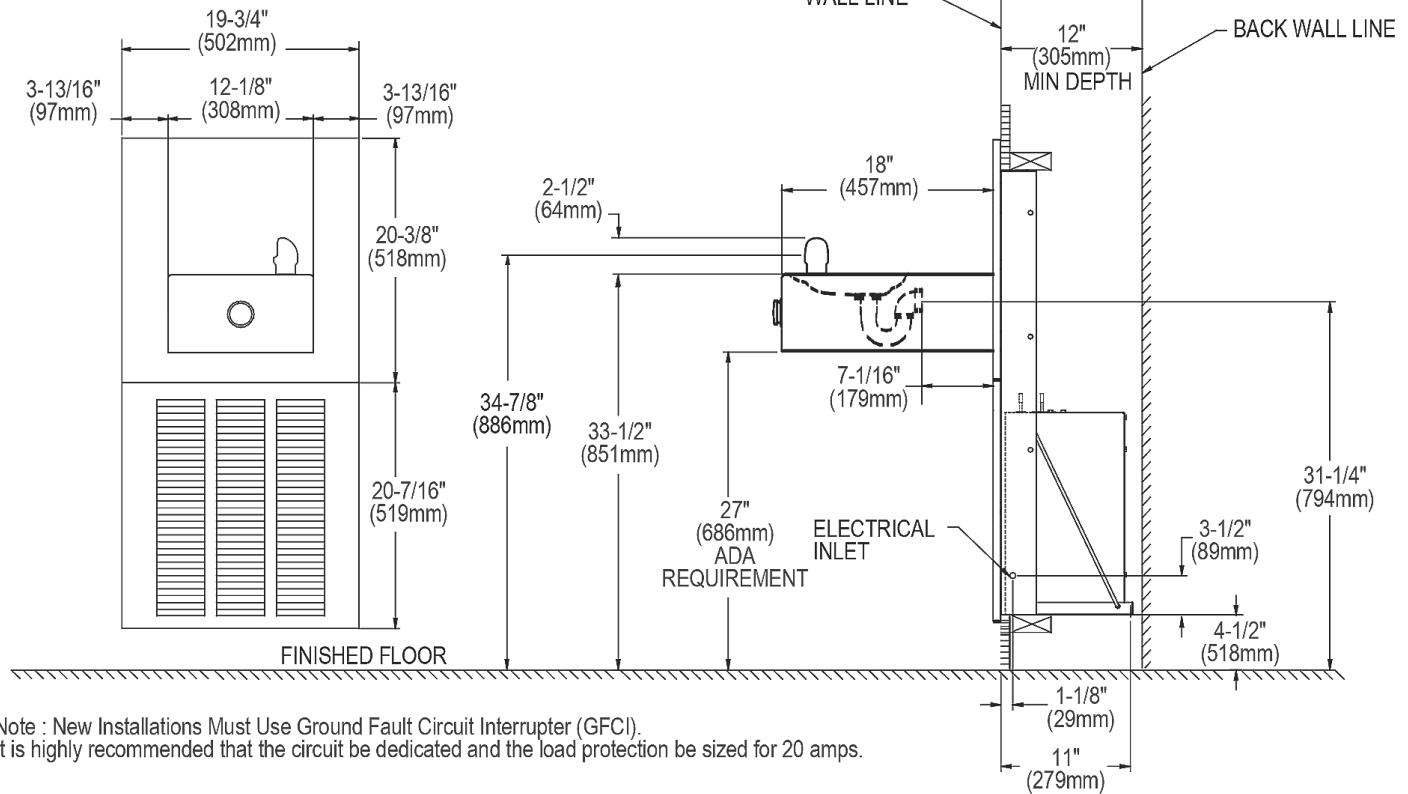 WALL LINE
19-3/4"
(502mm)
12"
(305mm)
MIN DEPTH
BACK WALL LINE
3-13/16"
(97mm)
12-1/8"
(308mm)
3-13/16"
(97mm)
18"
(457mm)
2-1/2"
(64mm)
20-3/8"
(518mm)
7-1/16"
(179mm)
34-7/8"
(886mm)
33-1/2"
(851mm)
31-1/4"
(794mm)
20-7/16"
(519mm)
27"
(686mm)
ADA
REQUIREMENT
ELECTRICAL
INLET
3-1/2"
(89mm)
4-1/2"
(518mm)
FINISHED FLOOR
1-1/8"
(29mm)
11"
(279mm)
Note : New Installations Must Use Ground Fault Circuit Interrupter (GFCI).
t is highly recommended that the circuit be dedicated and the load protection be sized for 20 amps.